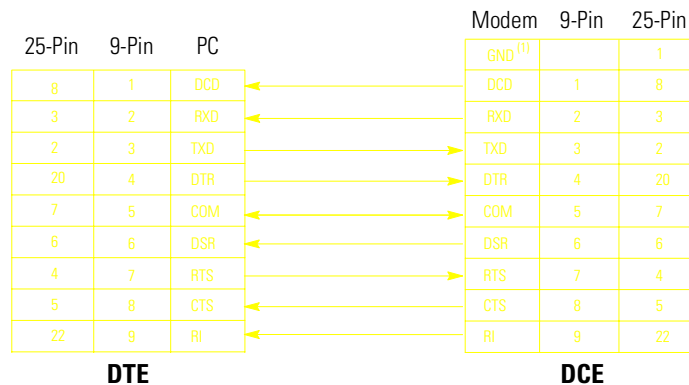 Modem 9-Pin 25-Pin
25-Pin 9-Pin PC
GND (1) 1
8 1 DCD DCD 1 8
3 2 RXD RXD 2 3
2 3 TXD TXD 3 2
20 4 DTR DTR 4 20
7 5 COM COM 5 7
6 6 DSR DSR 6 6
4 7 RTS RTS 7 4
5 8 CTS CTS 8 5
22 9 RI RI 9 22
DTE DCE